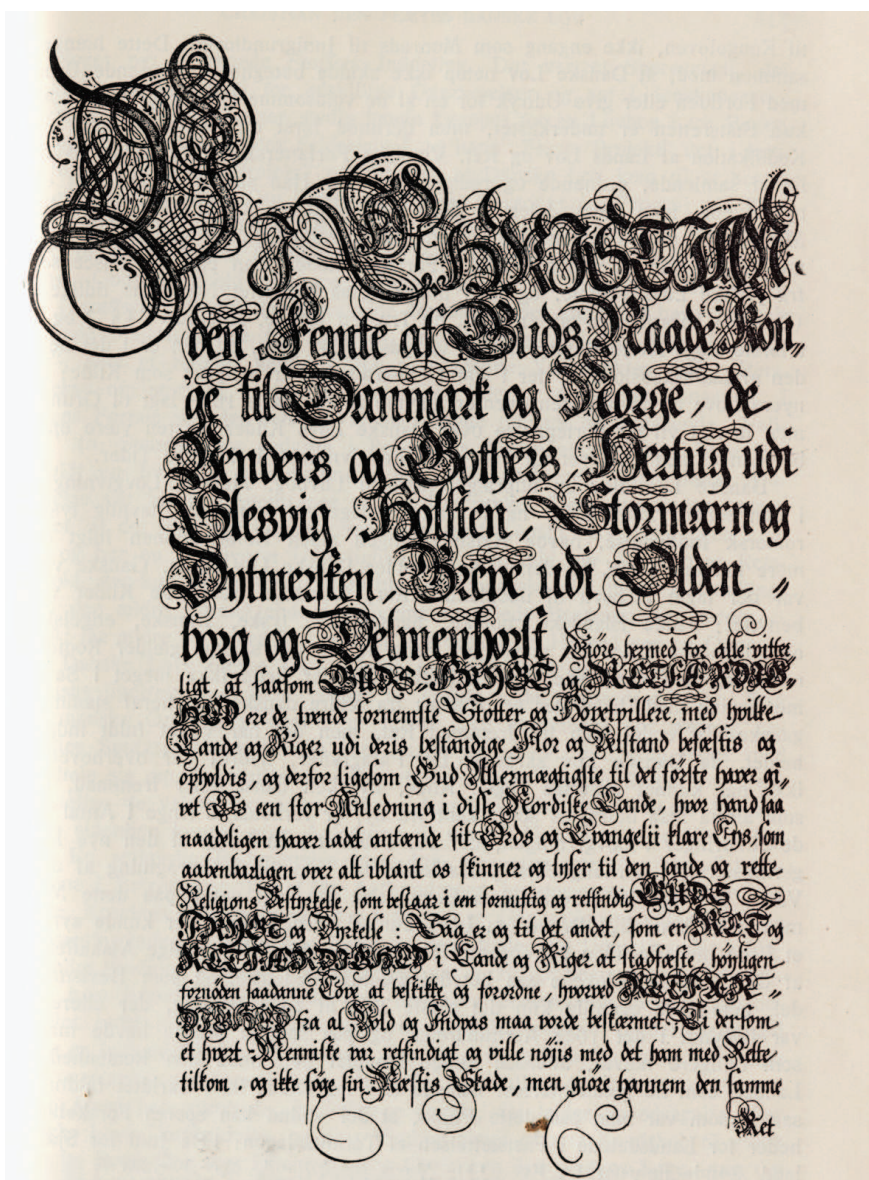 VI CHRISTIAN
den Femte af Guds Naade Kon„
ge til Danmark og Norge, de
Venders og Gothers, Hertug udi
Slesvig, Holsten, Stormarn og
Dytmersken, Greve udi Olden„
borg og Delmenhorst, Giöre hermed for alle vitter
ligt, at saasom GUDS-FRYGT og RETFÆRDIG-
HED ere de tvende fornemste Støtter og Hovetpillere, med hvilke
Lande og Riger udi deris bestandige Flor og Velstand befæstis og
opholdis, og derfor ligesom Gud Allermægtigste til det förste haver gi„
vet Os een stor Anledning i disse Nordiske Lande, hvor hand saa
naadeligen haver ladet antænde sit Ords og Evangelii klare Lys, som
aabenbarligen over alt iblant os skinner og lyser til den sande og rette
Religions Bestyrkelse, som bestaar i een fornuftig og retsindig GUDS
FRYGT og Dyrkelse: Saa er og til det andet, som er RET og
RETFÆRDIGHED i Lande og Riger at stadfæste, höyligen
fornöden saadanne Love at beskikke og forordne, hvorved RETFÆR„
DIGHED fra al Vold og Indpas maa vorde beskærmet. Ti dersom
et hvert Menniske var retsindigt og ville nöjis med det ham med Rette
tilkom. og ikke söge sin Næstis Skade, men giöre hannem den samme
Ret